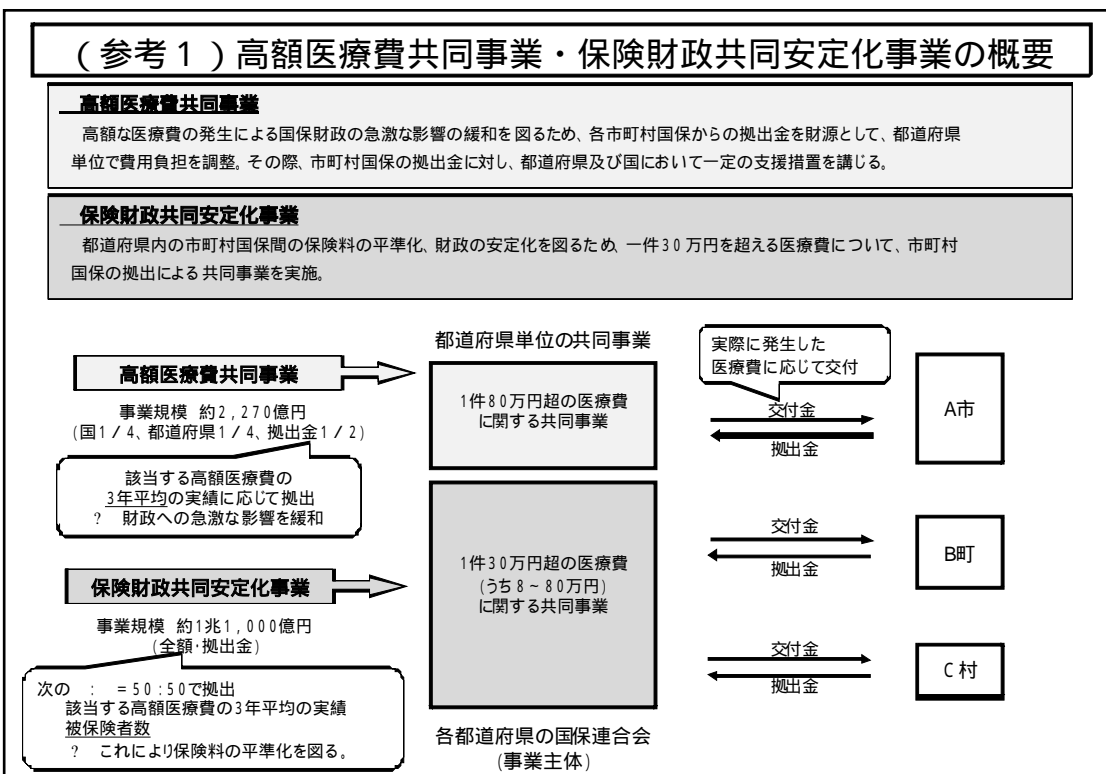 (参考1)高額医療費共同事業・保険財政共同安定化事業の概要
高額医療費共同事業
高額な医療費の発生による国保財政の急激な影響の緩和を図るため、各市町村国保からの拠出金を財源として、都道府県
単位で費用負担を調整。その際、市町村国保の拠出金に対し、都道府県及び国において一定の支援措置を講じる。
保険財政共同安定化事業
都道府県内の市町村国保間の保険料の平準化、財政の安定化を図るため、一件30万円を超える医療費について、市町村
国保の拠出による共同事業を実施。
都道府県単位の共同事業
高額医療費共同事業
事業規模 約2,270億円
(国1/4、都道府県1/4、拠出金1/2)
該当する高額医療費の
3年平均の実績に応じて拠出
? 財政への急激な影響を緩和
1件80万円超の医療費
に関する共同事業
実際に発生した
医療費に応じて交付
交付金
拠出金
A市
保険財政共同安定化事業
事業規模 約1兆1,000億円
(全額・拠出金)
次の : =50:50で拠出
該当する高額医療費の3年平均の実績
被保険者数
? これにより保険料の平準化を図る。
1件30万円超の医療費
(うち8~80万円)
に関する共同事業
交付金
拠出金
B町
交付金
拠出金
C村
各都道府県の国保連合会
(事業主体)